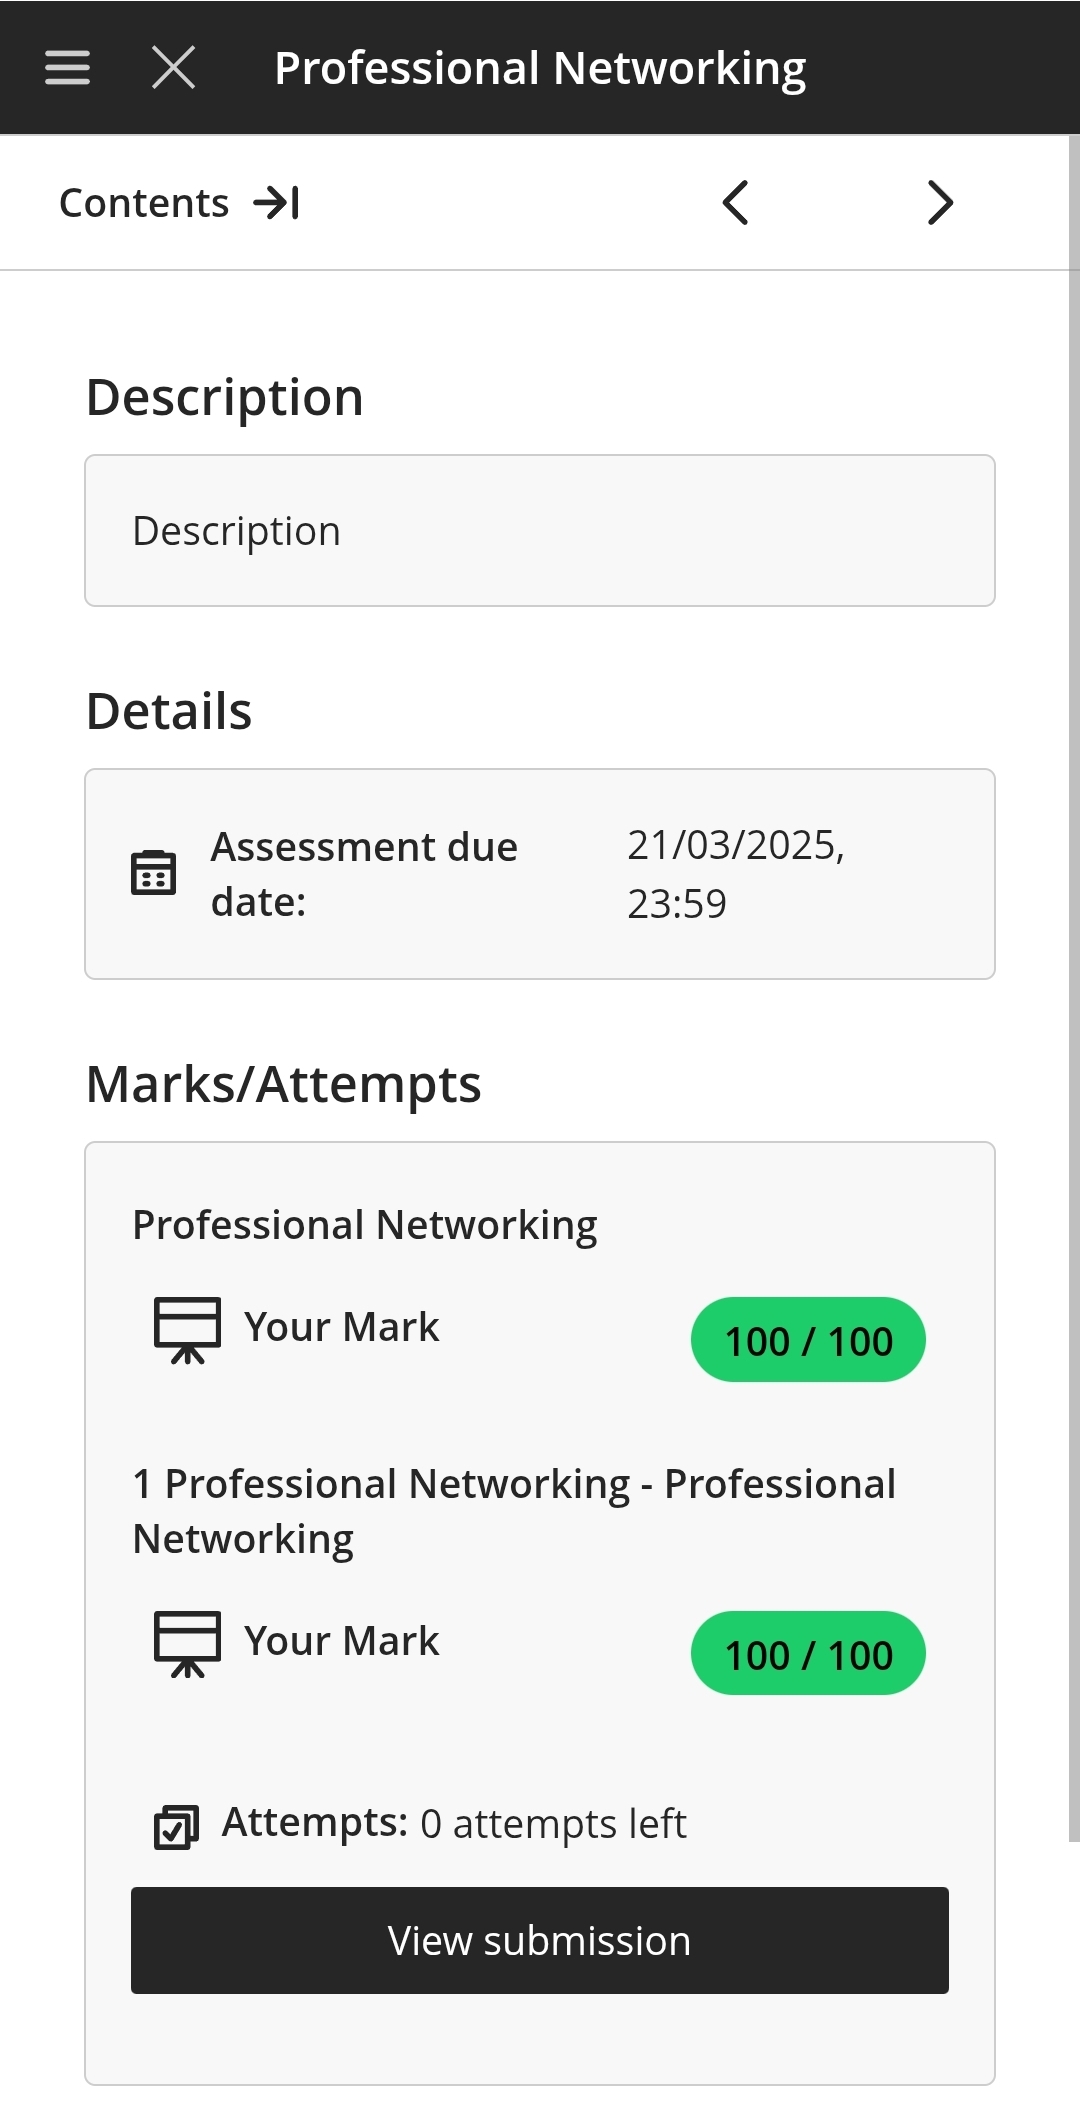 Professional Networking
Contents
Description
Description
Details
Assessment due
date:
21/03/2025,
23:59
Marks/Attempts
Professional Networking
Your Mark
100 / 100
1 Professional Networking - Professional
Networking
Your Mark
100 / 100
Attempts: 0 attempts left
View submission